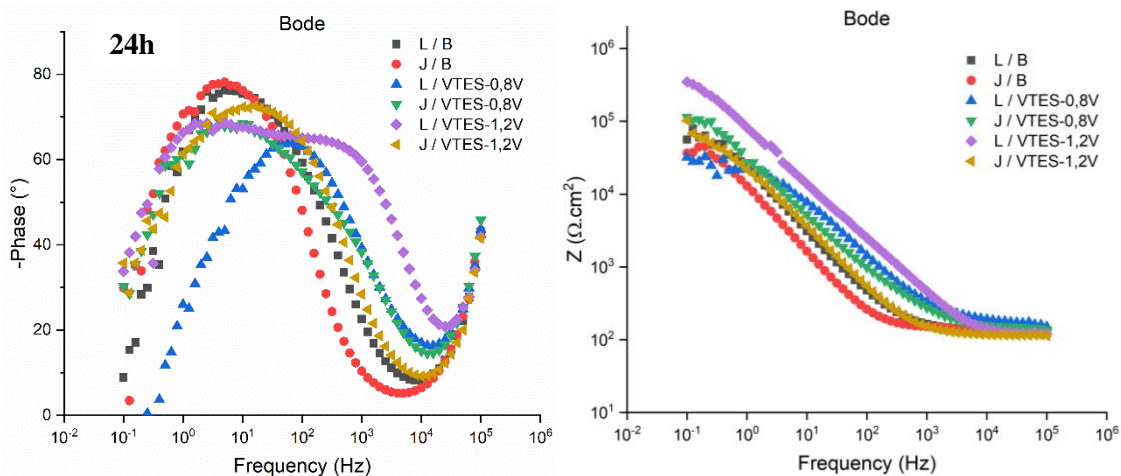 Bode
24h
L / B
J / B
L / VTES-0,8V
J / VTES-0,8V
L / VTES-1,2V
J / VTES-1,2V
-Phase (°)
80
60
40
20
0
10-2
10-1
100
101
102
103
104
105
106
Frequency (Hz)
Bode
L / B
J / B
L / VTES-0,8V
J / VTES-0,8V
L / VTES-1,2V
J / VTES-1,2V
Z (Ω.cm2)
106
105
104
103
102
101
10-2
10-1
100
101
102
103
104
105
106
Frequency (Hz)